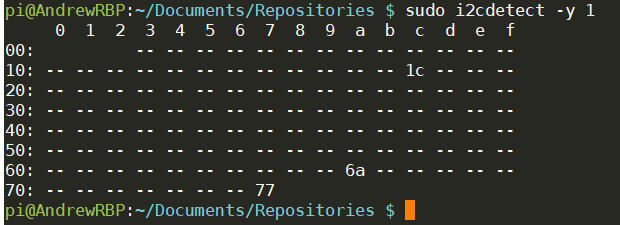 pi@AndrewRBP:~/Documents/Repositories $ sudo i2cdetect -y 1
     0  1  2  3  4  5  6  7  8  9  a  b  c  d  e  f
00:          -- -- -- -- -- -- -- -- -- -- -- -- --
10: -- -- -- -- -- -- -- -- -- -- -- -- 1c -- -- --
20: -- -- -- -- -- -- -- -- -- -- -- -- -- -- -- --
30: -- -- -- -- -- -- -- -- -- -- -- -- -- -- -- --
40: -- -- -- -- -- -- -- -- -- -- -- -- -- -- -- --
50: -- -- -- -- -- -- -- -- -- -- -- -- -- -- -- --
60: -- -- -- -- -- -- -- -- -- -- 6a -- -- -- -- --
70: -- -- -- -- -- -- -- 77
pi@AndrewRBP:~/Documents/Repositories $